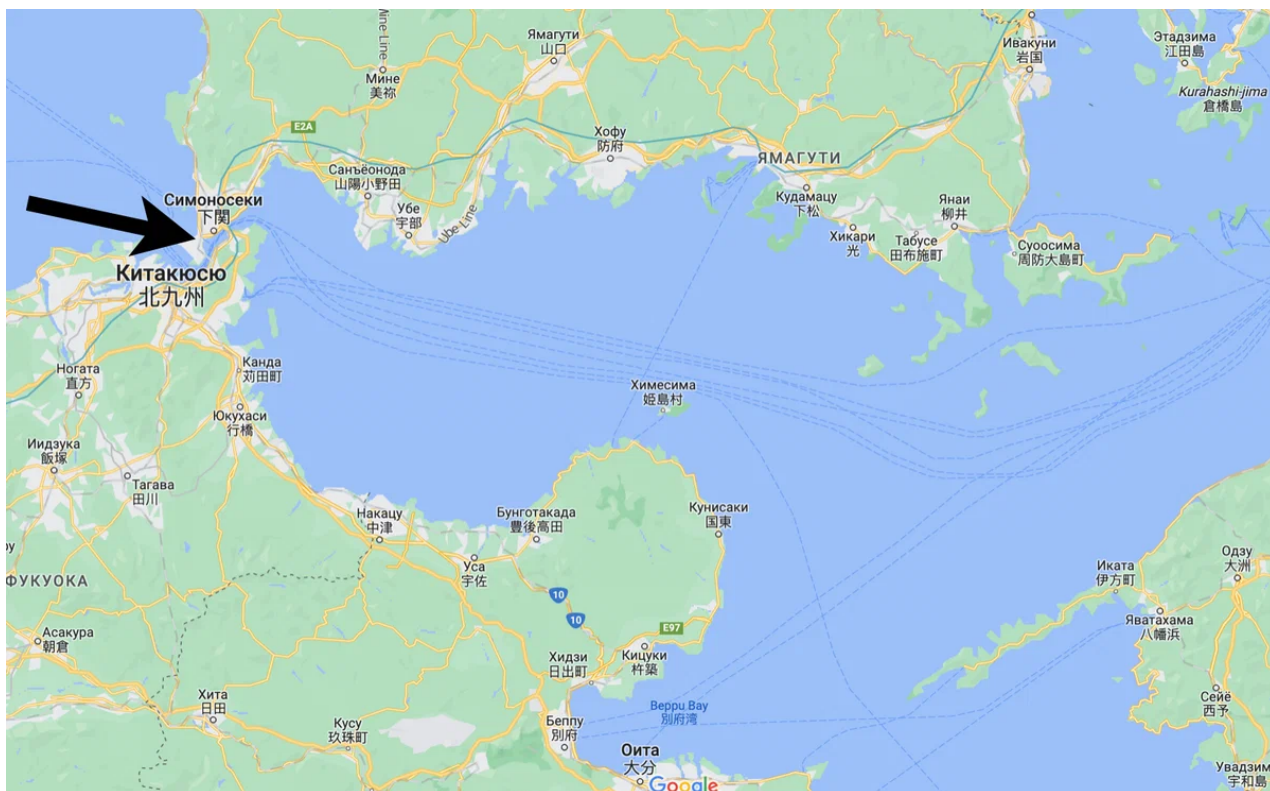 Ямагути
山口
Ивакуни
岩国
Этадзима
江田島
Kurahashi-jima
倉橋島
Мине
美祢
E2A
Хофу
防府
ЯМАГУТИ
Санъёонода
山陽小野田
Симоносеки
下関
Убе
宇部
Ube Line
Кудамацу
下松
Янаи
柳井
Хикари
光
Табусе
田布施町
Суоосима
周防大島町
Китакюсю
北九州
Ногата
直方
Канда
苅田町
Химесима
姫島村
Юкухаси
行橋
Иидзука
飯塚
Тагава
田川
Накацу
中津
Бунготакада
豊後高田
Кунисаки
国東
Уса
宇佐
ФУКУОКА
10
10
Иката
伊方町
Одзу
大洲
Яватахама
八幡浜
Асакура
朝倉
E97
Хидзи
日出町
Кицуки
杵築
Хита
日田
Кусу
玖珠町
Беппу
別府
Beppu Bay
別府湾
Сейё
西予
Оита
大分
Google
Увадзим
宇和島